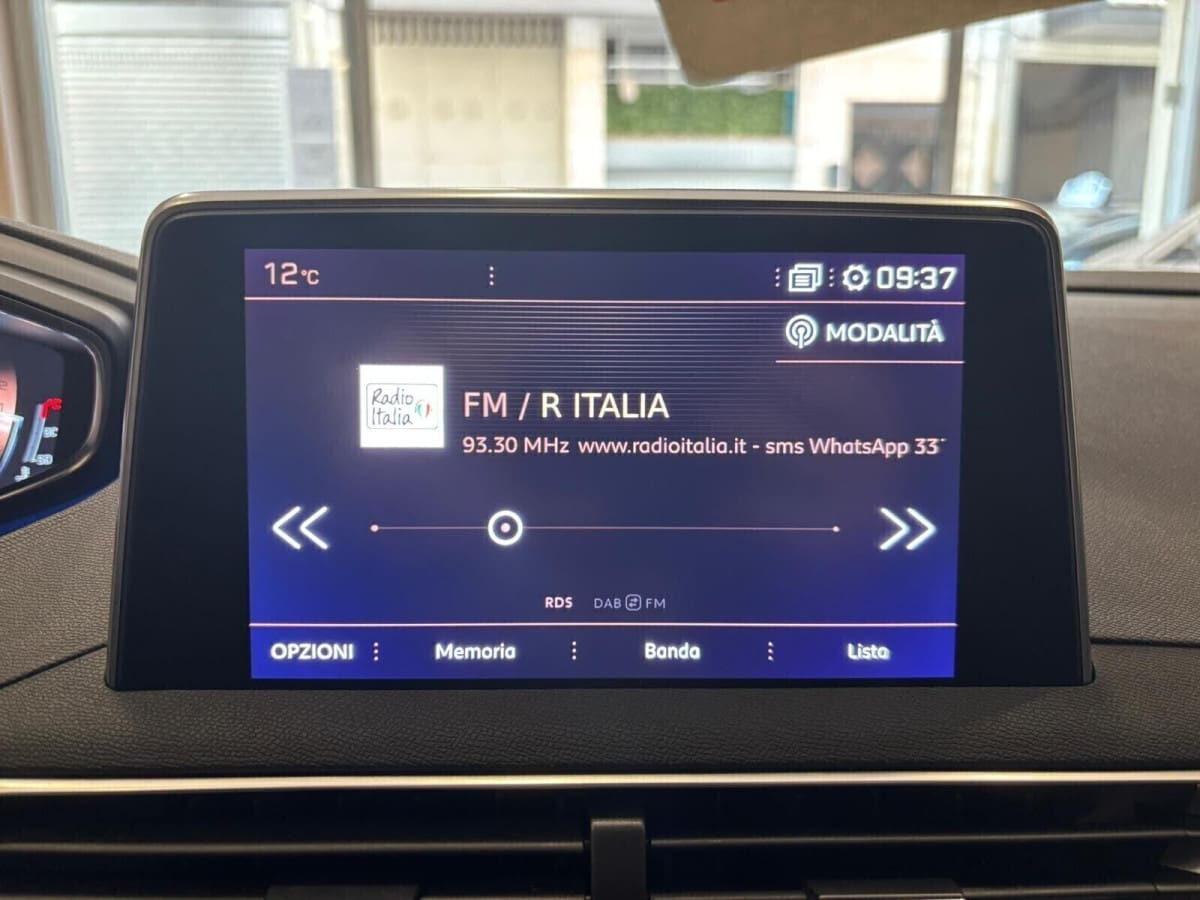 12°C
09:37
MODALITÀ
Radio
Italia
FM / R ITALIA
93.30 MHz www.radioitalia.it - sms WhatsApp 33
RDS DAB FM
OPZIONI Memoria Banda Lista